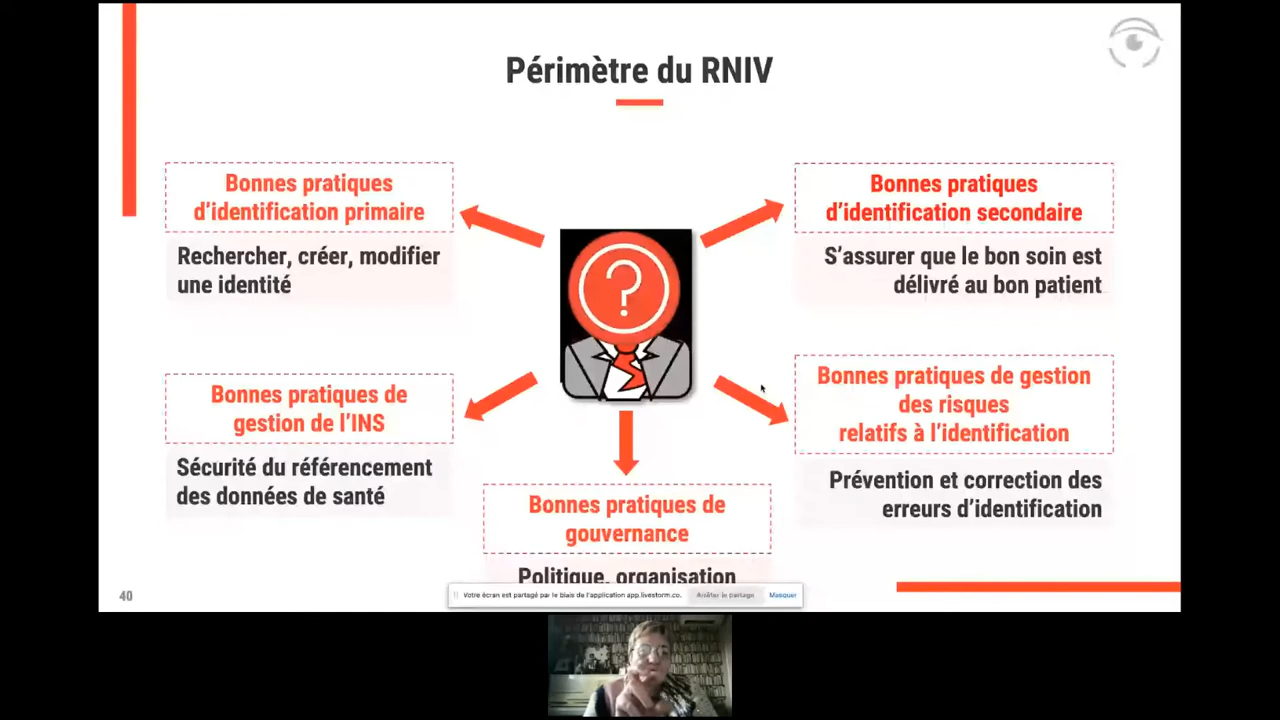 Périmètre du RNIV
Bonnes pratiques
d'identification primaire
Rechercher, créer, modifier
une identité
Bonnes pratiques
d'identification secondaire
S'assurer que le bon soin est
délivré au bon patient
?
Bonnes pratiques de
gestion de l'INS
Sécurité du référencement
des données de santé
Bonnes pratiques de gestion
des risques
relatifs à l'identification
Prévention et correction des
erreurs d'identification
Bonnes pratiques de
gouvernance
Politique, organisation
40
Votre écran est partagé par le biais de l'application app.livestorm.co.
Arrêter le partage
Masquer